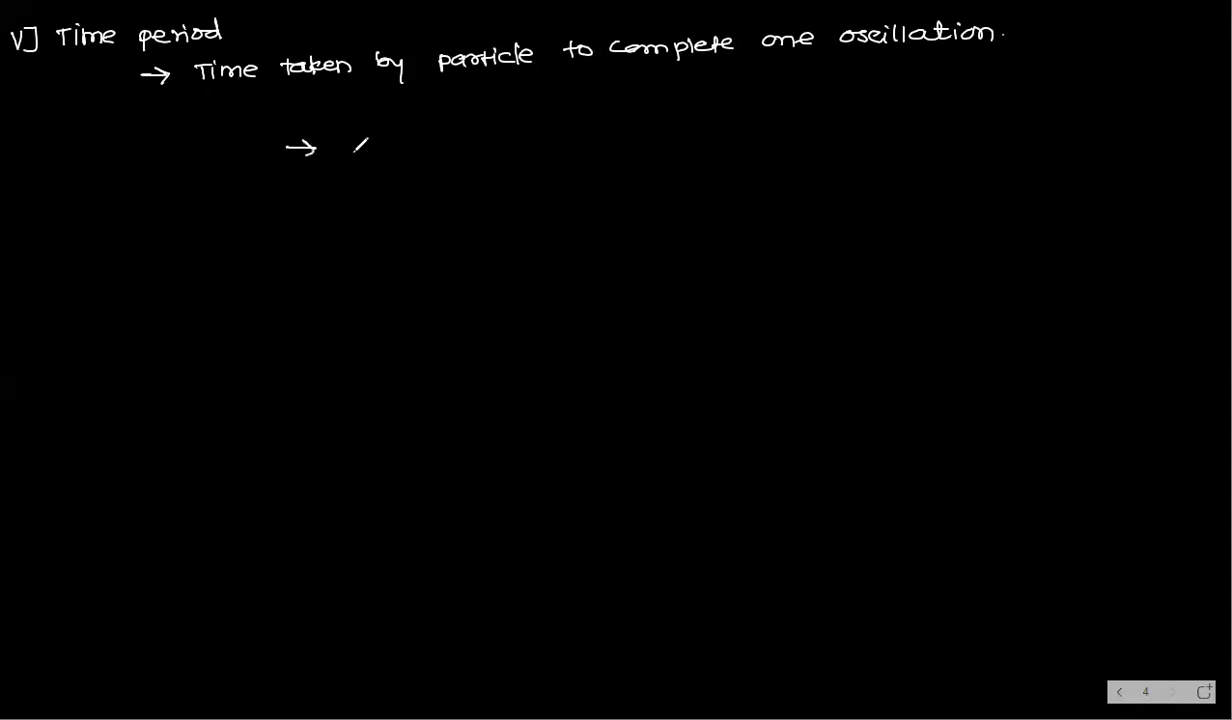 V] Time period
→ Time taken by particle to complete one oscillation.
→
4